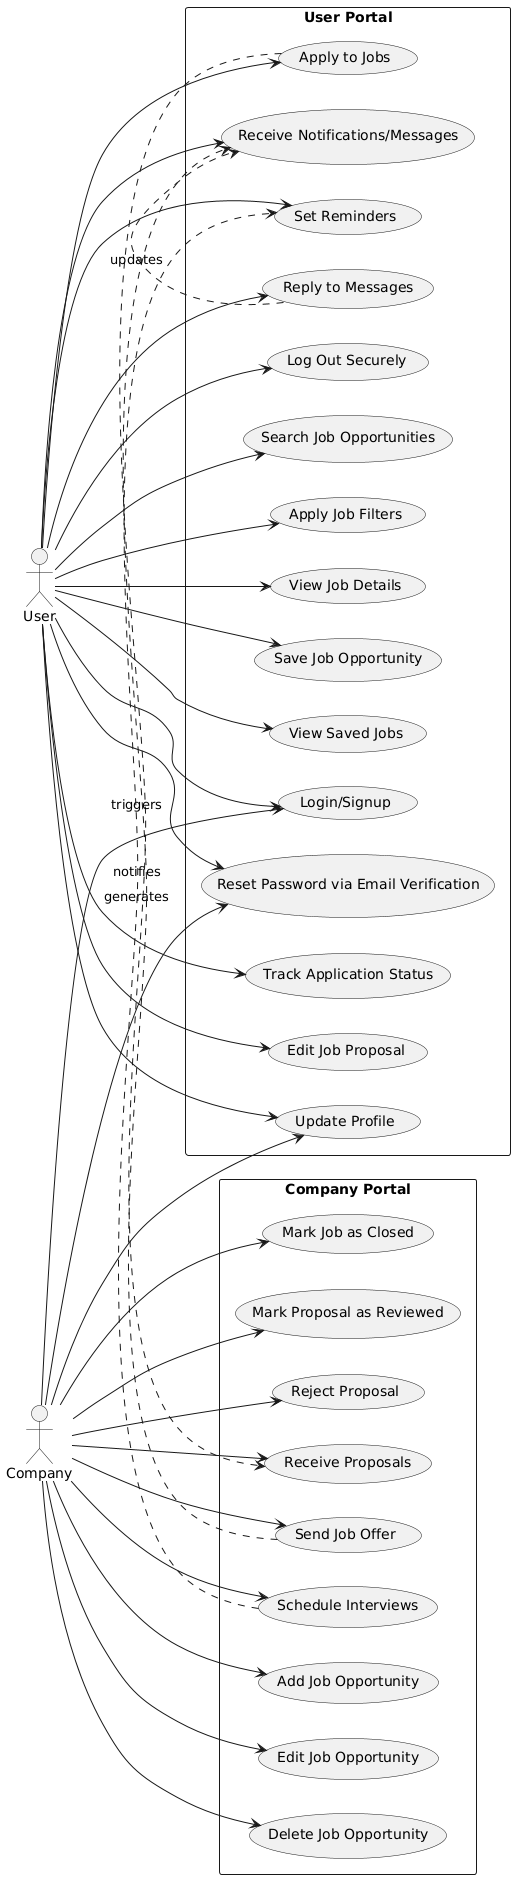 User Portal
Apply to Jobs
Receive Notifications/Messages
Set Reminders
updates
Reply to Messages
Log Out Securely
Search Job Opportunities
Apply Job Filters
View Job Details
User
Save Job Opportunity
View Saved Jobs
Login/Signup
triggers
notifies
Reset Password via Email Verification
generates
Track Application Status
Edit Job Proposal
Update Profile
Company Portal
Mark Job as Closed
Mark Proposal as Reviewed
Reject Proposal
Receive Proposals
Company
Send Job Offer
Schedule Interviews
Add Job Opportunity
Edit Job Opportunity
Delete Job Opportunity